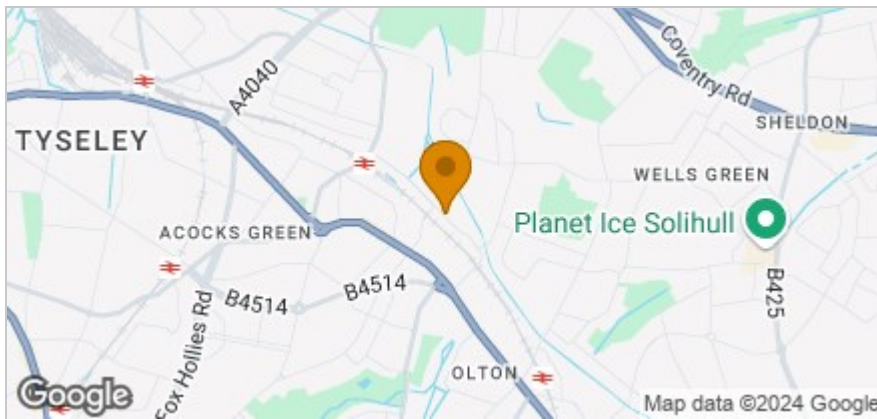 Coventry Rd
A4040
SHELDON
TYSELEY
WELLS GREEN
Planet Ice Solihull
ACOCKS GREEN
B4514
B4514
B425
Fox Hollies Rd
OLTON
Google
Map data ©2024 Google